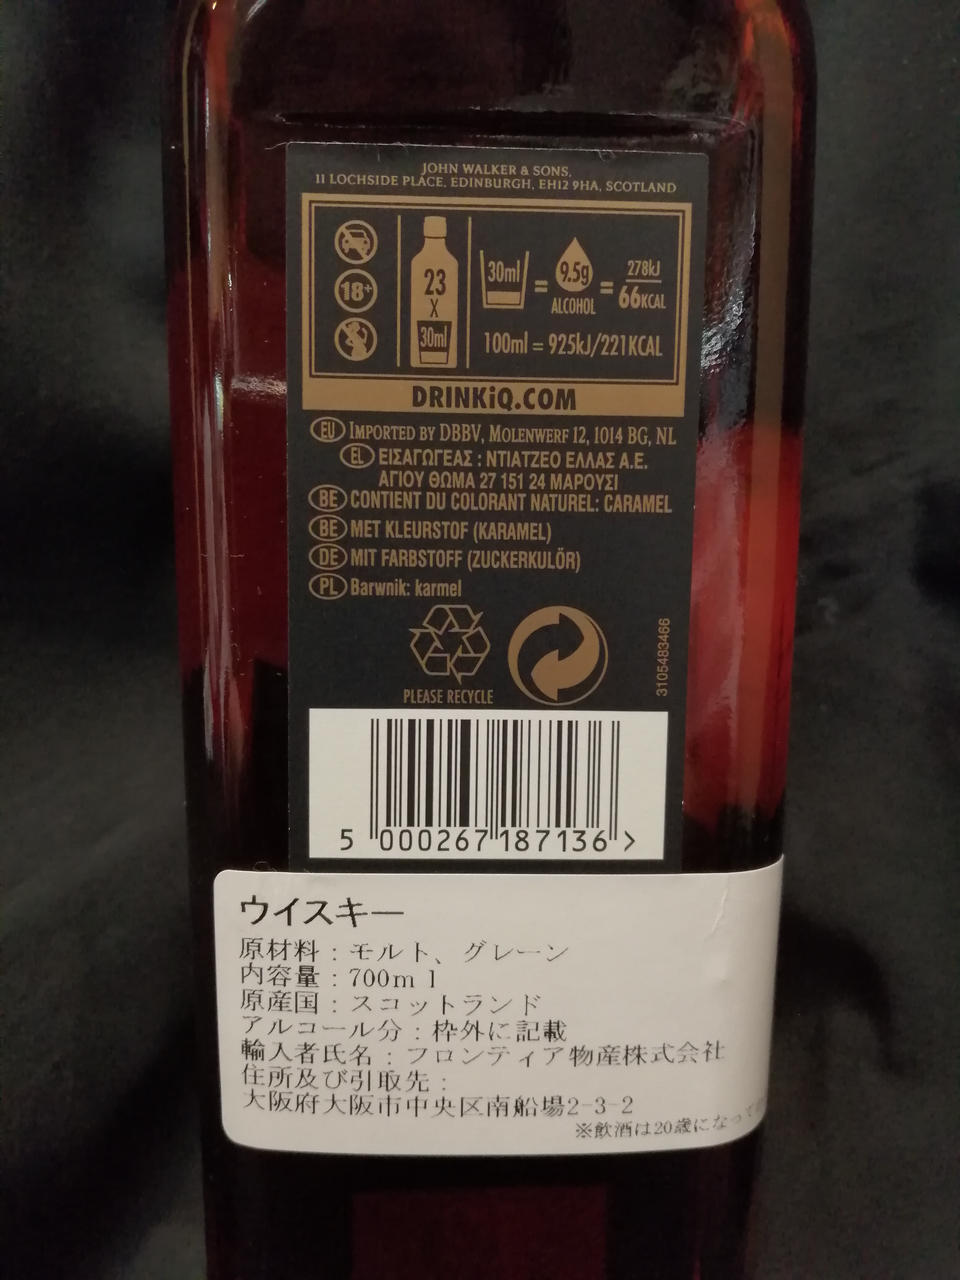 JOHN WALKER & SONS,
11 LOCHSIDE PLACE, EDINBURGH, EH12 9HA, SCOTLAND
18+
23
X
30ml
30ml = 9.5g ALCOHOL = 278kJ 66KCAL
100ml = 925kJ/221KCAL
DRINKiQ.COM
EU IMPORTED BY DBBV, MOLENWERF 12, 1014 BG, NL
EL ΕΙΣΑΓΩΓΕΑΣ : ΝΤΙΑΤΖΕΟ ΕΛΛΑΣ Α.Ε.
ΑΓΙΟΥ ΘΩΜΑ 27 151 24 ΜΑΡΟΥΣΙ
BE CONTIENT DU COLORANT NATUREL: CARAMEL
BE MET KLEURSTOF (KARAMEL)
DE MIT FARBSTOFF (ZUCKERKULÖR)
PL Barwnik: karmel
PLEASE RECYCLE
3105483466
5 000267 187136 >
ウイスキー
原材料：モルト、グレーン
内容量：700ml
原産国：スコットランド
アルコール分：枠外に記載
輸入者氏名：フロンティア物産株式会社
住所及び引取先：
大阪府大阪市中央区南船場2-3-2
※飲酒は20歳になって